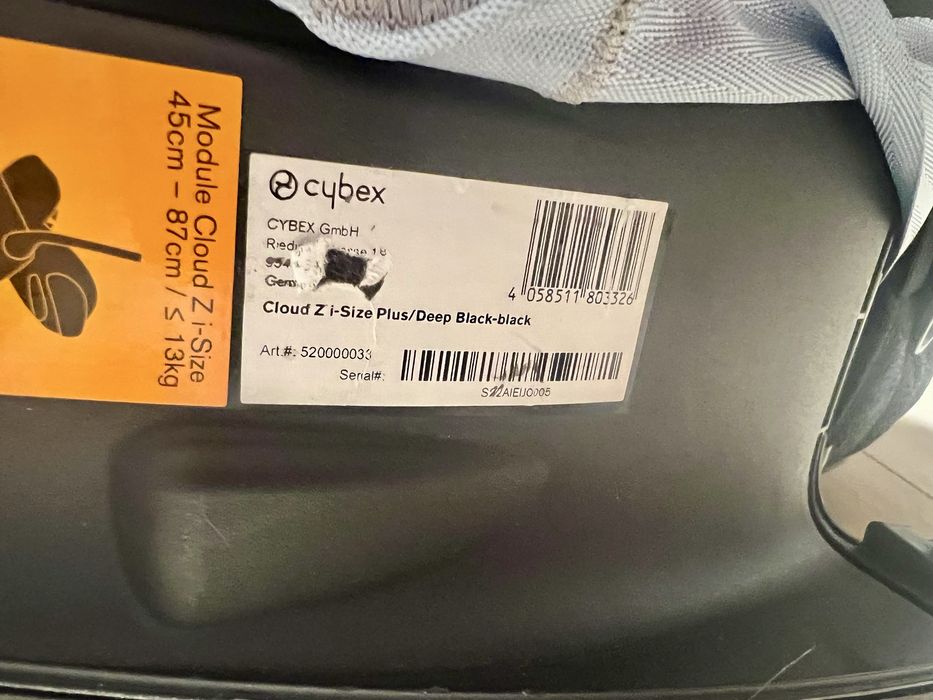 Module Cloud Z i-Size
45cm – 87cm / ≤ 13kg
cybex
CYBEX GmbH
18
Cloud Z i-Size Plus/Deep Black-black
Art.#: 520000033
Serial#:
4 058511 803326